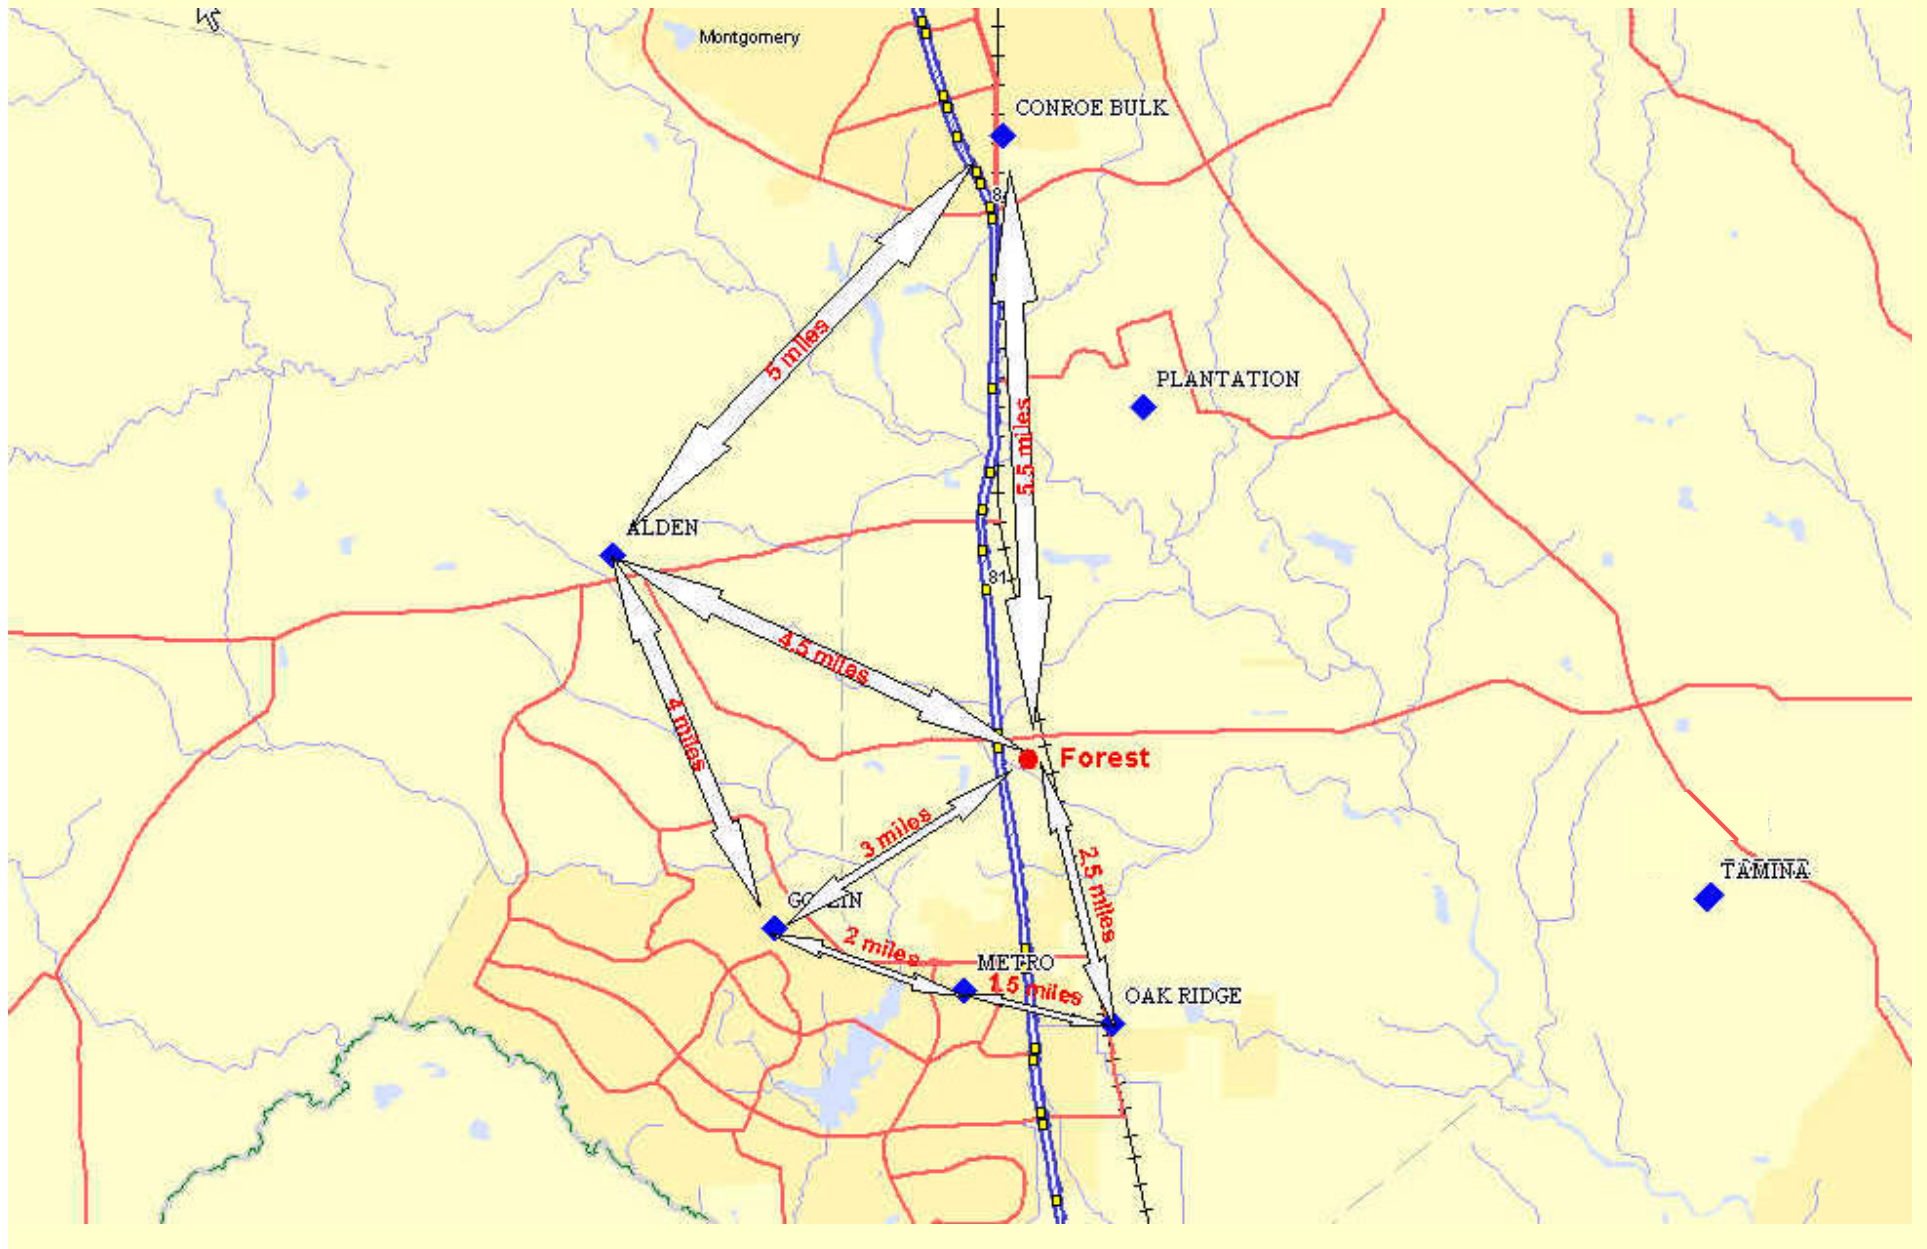 Montgomery
CONROE BULK
8
5 miles
PLANTATION
5.5 miles
ALDEN
81
4.5 miles
4 miles
Forest
3 miles
2.5 miles
TAMINA
2 miles
METRO
1.5 miles
OAK RIDGE